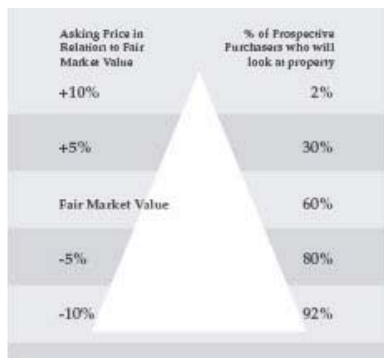 Asking Price in
Relation to Fair
Market Value
% of Prospective
Purchasers who will
look at property
+10% 2%
+5% 30%
Fair Market Value 60%
-5% 80%
-10% 92%